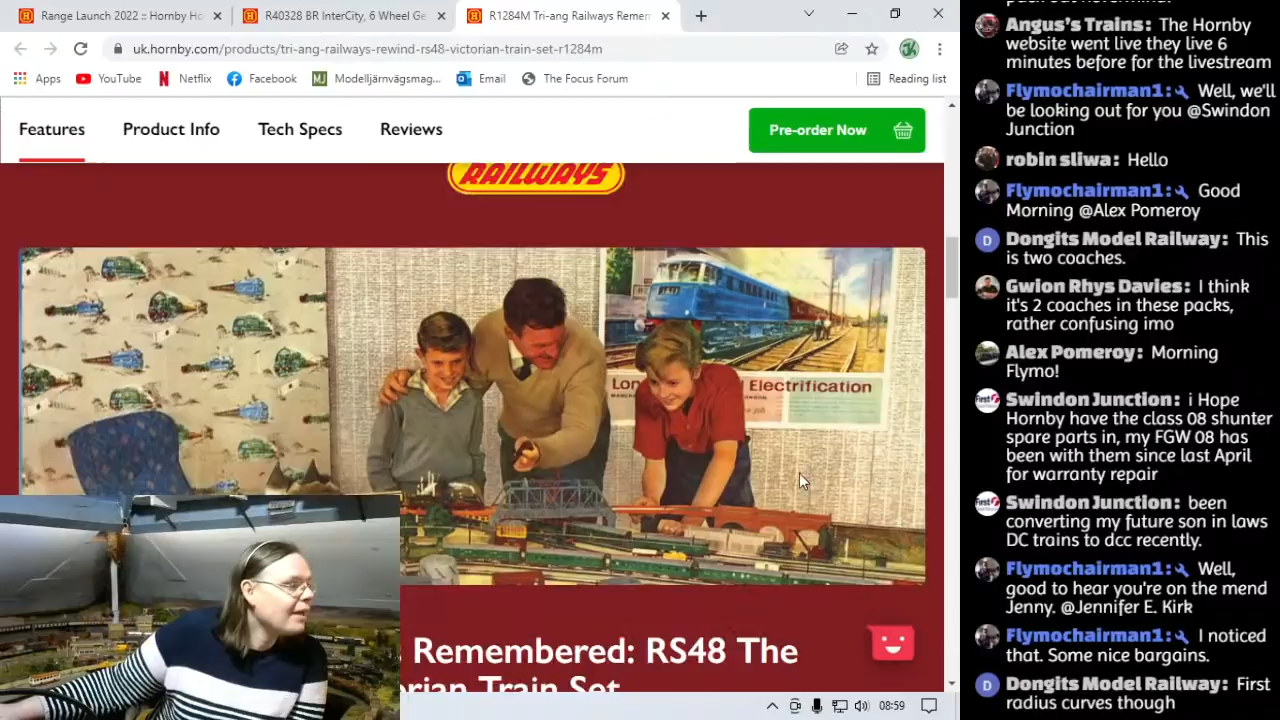 Range Launch 2022 :: Hornby Ho
R40328 BR InterCity, 6 Wheel Ge
R1284M Tri-ang Railways Remem
uk.hornby.com/products/tri-ang-railways-rewind-rs48-victorian-train-set-r1284m
Apps
YouTube
Netflix
Facebook
Modelljärnvägsmag...
Email
The Focus Forum
Reading list
Features
Product Info
Tech Specs
Reviews
Pre-order Now
RAILWAYS
Electrification
Remembered: RS48 The
orian Train Set
08:59
Angus's Trains: The Hornby
website went live they live 6
minutes before for the livestream
Flymochairman1: Well, we'll
be looking out for you @Swindon
Junction
robin sliwa: Hello
Flymochairman1: Good
Morning @Alex Pomeroy
D Dongits Model Railway: This
is two coaches.
Gwion Rhys Davies: I think
it's 2 coaches in these packs,
rather confusing imo
Alex Pomeroy: Morning
Flymo!
Swindon Junction: i Hope
Hornby have the class 08 shunter
spare parts in, my FGW 08 has
been with them since last April
for warranty repair
Swindon Junction: been
converting my future son in laws
DC trains to dcc recently.
Flymochairman1: Well,
good to hear you're on the mend
Jenny. @Jennifer E. Kirk
Flymochairman1: I noticed
that. Some nice bargains.
D Dongits Model Railway: First
radius curves though